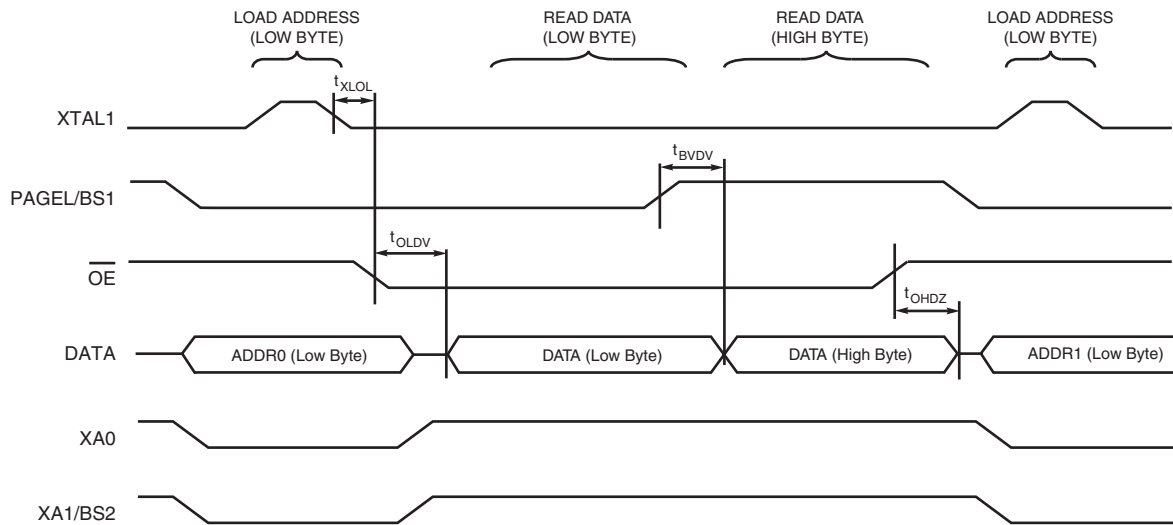 LOAD ADDRESS
(LOW BYTE)
READ DATA
(LOW BYTE)
READ DATA
(HIGH BYTE)
LOAD ADDRESS
(LOW BYTE)
tXLOL
XTAL1
tBVDV
PAGEL/BS1
tOLDV
OE
tOHDZ
DATA
ADDR0 (Low Byte)
DATA (Low Byte)
DATA (High Byte)
ADDR1 (Low Byte)
XA0
XA1/BS2